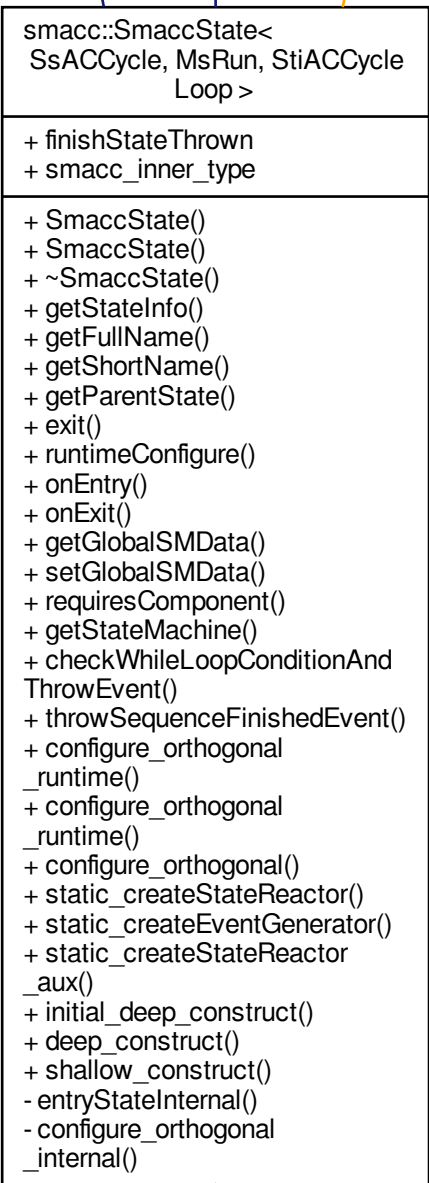 smacc::SmaccState<
SsACCycle, MsRun, StiACCycle
Loop >
+ finishStateThrown
+ smacc_inner_type
+ SmaccState()
+ SmaccState()
+ ~SmaccState()
+ getStateInfo()
+ getFullName()
+ getShortName()
+ getParentState()
+ exit()
+ runtimeConfigure()
+ onEntry()
+ onExit()
+ getGlobalSMData()
+ setGlobalSMData()
+ requiresComponent()
+ getStateMachine()
+ checkWhileLoopConditionAnd
ThrowEvent()
+ throwSequenceFinishedEvent()
+ configure_orthogonal
_runtime()
+ configure_orthogonal
_runtime()
+ configure_orthogonal()
+ static_createStateReactor()
+ static_createEventGenerator()
+ static_createStateReactor
_aux()
+ initial_deep_construct()
+ deep_construct()
+ shallow_construct()
- entryStateInternal()
- configure_orthogonal
_internal()